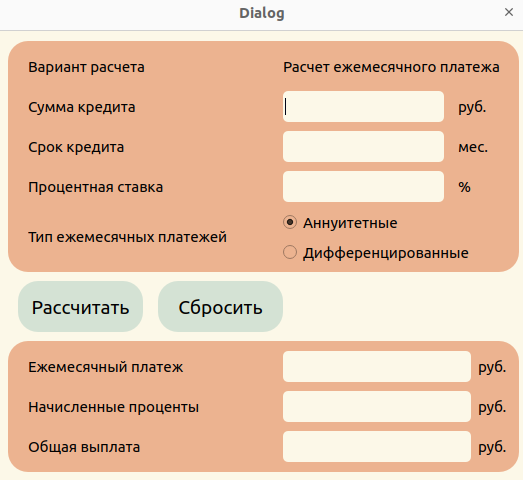 Dialog
Вариант расчета Расчет ежемесячного платежа
Сумма кредита руб.
Срок кредита мес.
Процентная ставка %
Тип ежемесячных платежей
Аннуитетные
Дифференцированные
Рассчитать Сбросить
Ежемесячный платеж руб.
Начисленные проценты руб.
Общая выплата руб.